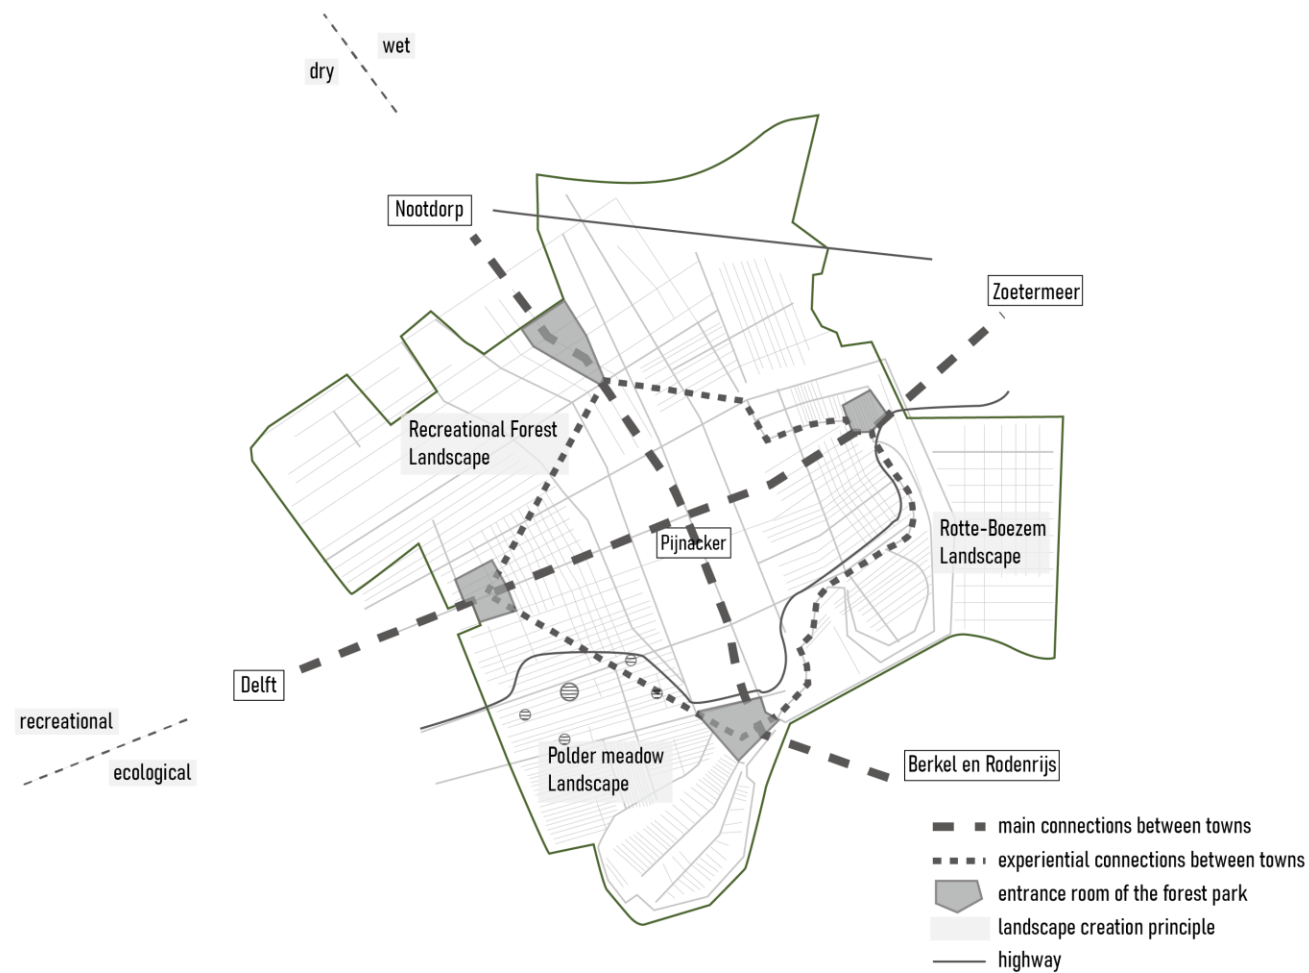 wet
dry
Nootdorp
Zoetermeer
Recreational Forest
Landscape
Rotte-Boezem
Landscape
Pijnacker
Delft
recreational
ecological
Polder meadow
Landscape
Berkel en Rodenrijs
main connections between towns
experiential connections between towns
entrance room of the forest park
landscape creation principle
highway